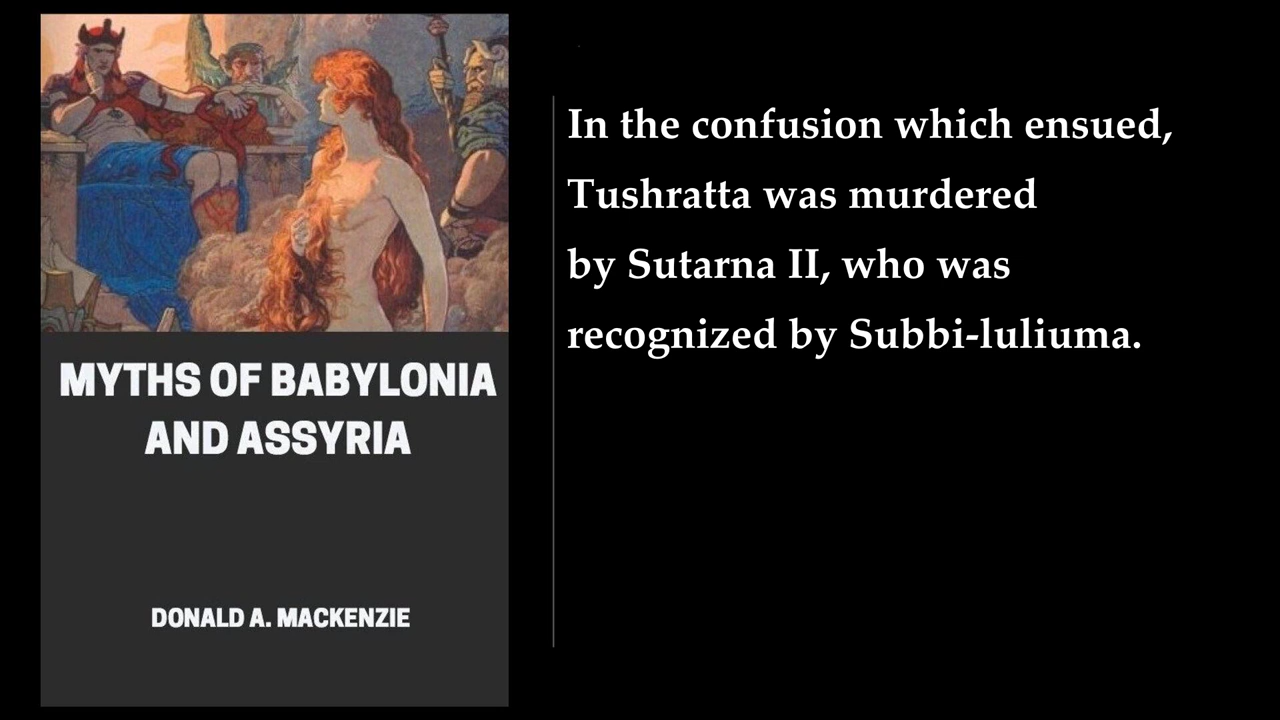 MYTHS OF BABYLONIA
AND ASSYRIA
DONALD A. MACKENZIE
In the confusion which ensued,
Tushratta was murdered
by Sutarna II, who was
recognized by Subbi-luliuma.